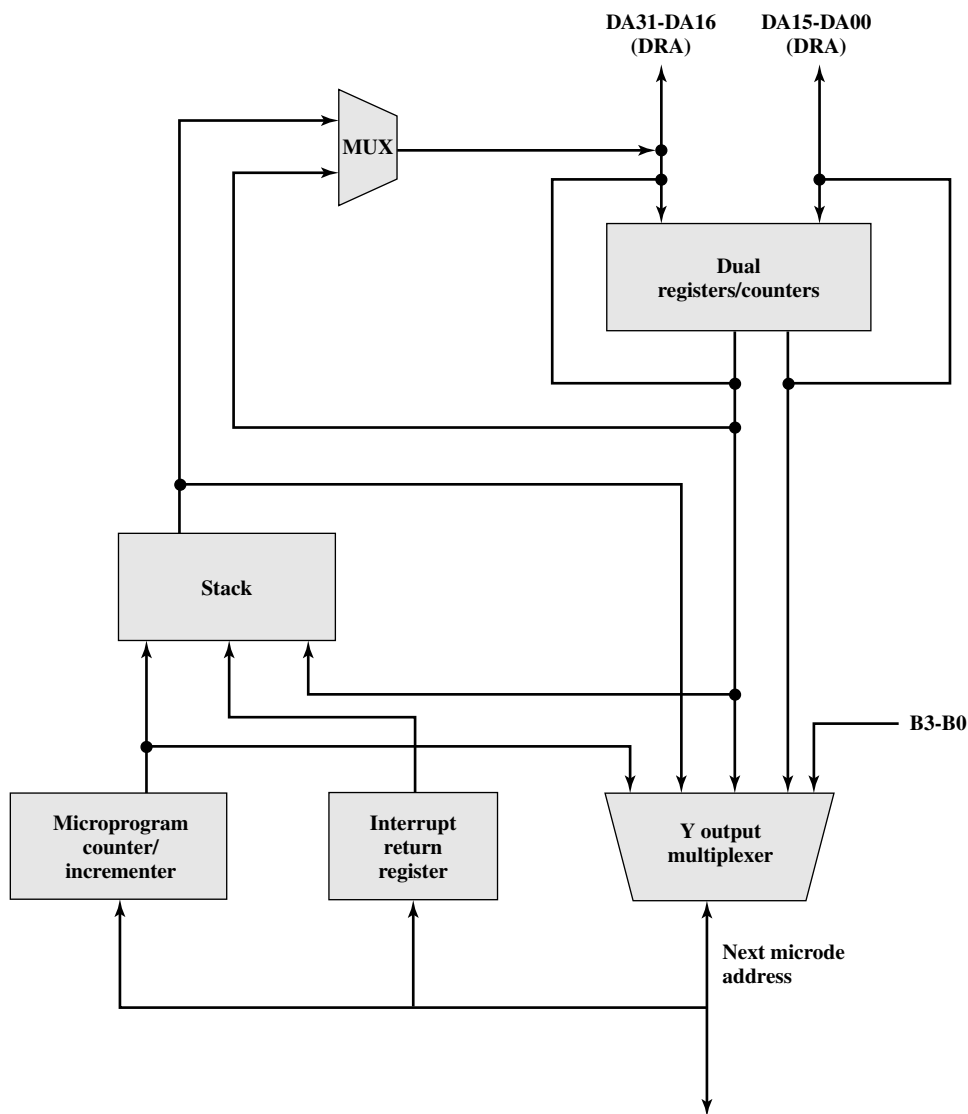 DA31-DA16
(DRA)
DA15-DA00
(DRA)
MUX
Dual
registers/counters
Stack
B3-B0
Microprogram
counter/
incrementer
Interrupt
return
register
Y output
multiplexer
Next microde
address